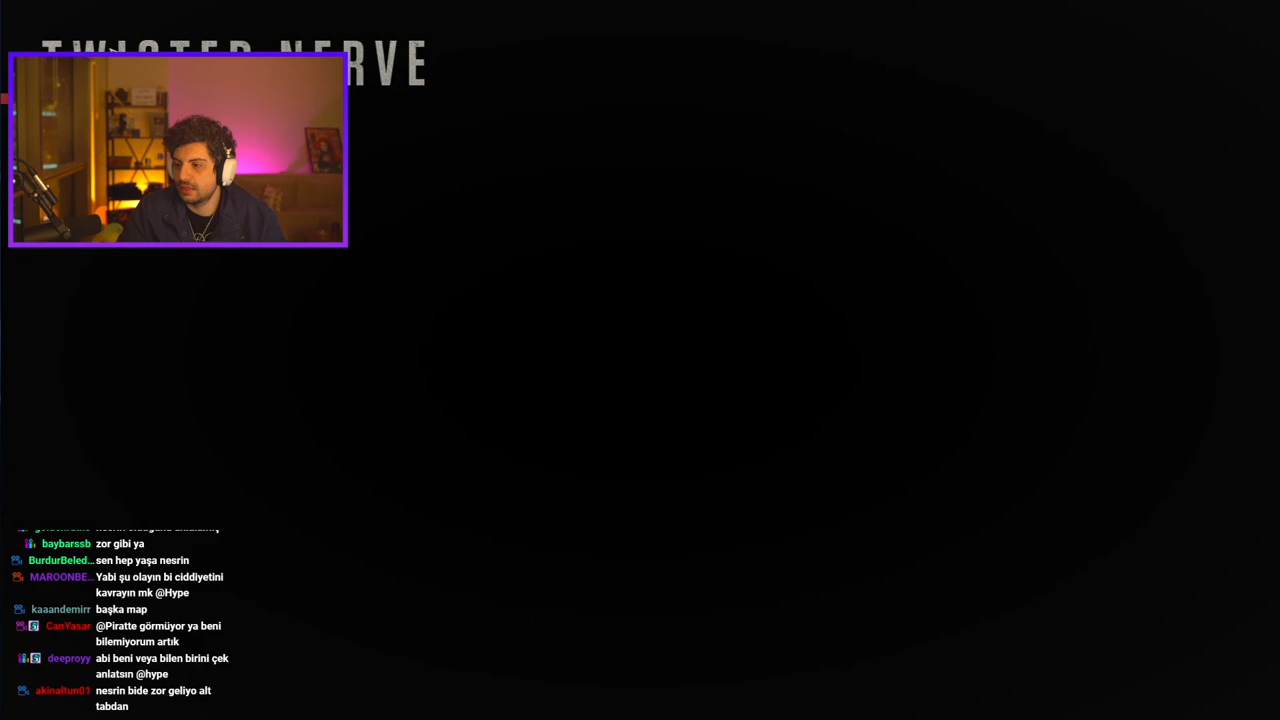 TWISTED NERVE
baybarssb zor gibi ya
BurdurBeled... sen hep yaşa nesrin
MAROONBE... Yabi şu olayın bi ciddiyetini
kavrayın mk @Hype
kaaandemirr başka map
CanYasar @Piratte görmüyor ya beni
bilemiyorum artık
deeproyy abi beni veya bilen birini çek
anlatsın @hype
akinaltun01 nesrin bide zor geliyo alt
tabdan